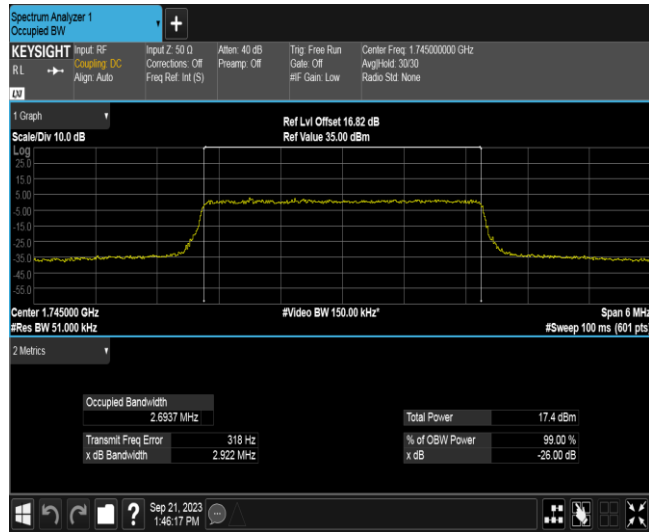 Spectrum Analyzer 1
Occupied BW
KEYSIGHT
RL
LXI
Input: RF
Coupling: DC
Align: Auto
Input Z: 50 Ω
Corrections: Off
Freq Ref: Int (S)
Atten: 40 dB
Preamp: Off
Trig: Free Run
Gate: Off
#IF Gain: Low
Center Freq: 1.745000000 GHz
Avg|Hold: 30/30
Radio Std: None
1 Graph
Scale/Div 10.0 dB
Ref Lvl Offset 16.82 dB
Ref Value 35.00 dBm
Log
25.0
15.0
5.00
-5.00
-15.0
-25.0
-35.0
-45.0
-55.0
Center 1.745000 GHz
#Res BW 51.000 kHz
#Video BW 150.00 kHz*
Span 6 MHz
#Sweep 100 ms (601 pts)
2 Metrics
Occupied Bandwidth
2.6937 MHz
Transmit Freq Error 318 Hz
x dB Bandwidth 2.922 MHz
Total Power 17.4 dBm
% of OBW Power 99.00 %
x dB -26.00 dB
?
Sep 21, 2023
1:46:17 PM